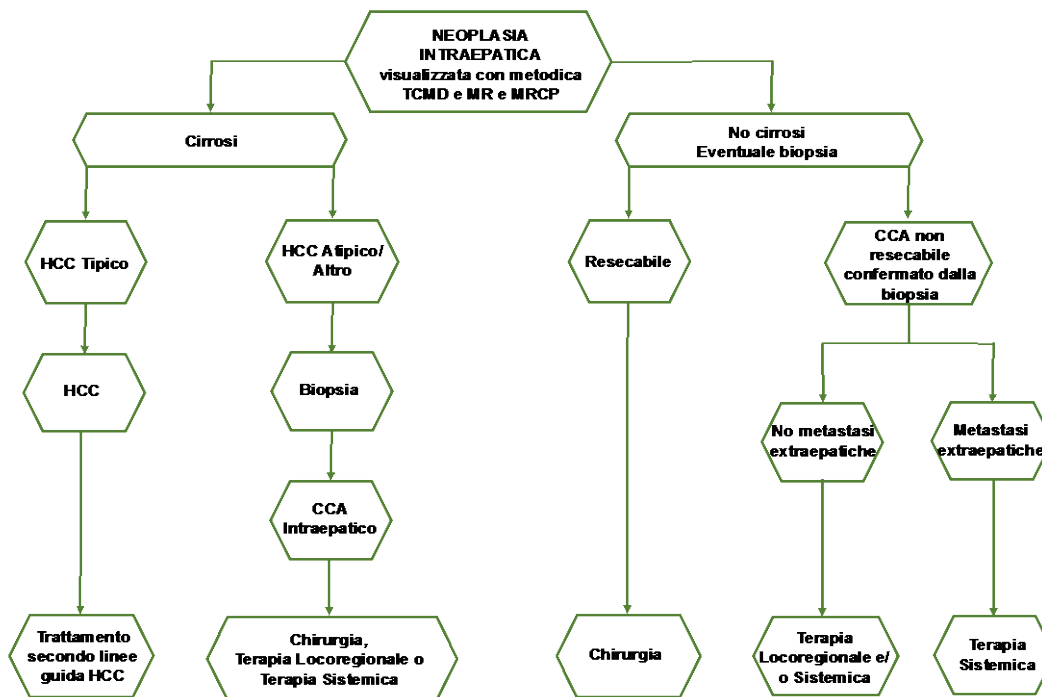 NEOPLASIA
INTRAEPATICA
visualizzata con metodica
TCMD e MR e MRCP
Cirrosi
No cirrosi
Eventuale biopsia
HCC Tipico
HCC Atipico/
Altro
Resecabile
CCA non
resecabile
confermato dalla
biopsia
HCC
Biopsia
No metastasi
extraepatiche
Metastasi
extraepatiche
CCA
Intraepatico
Trattamento
secondo linee
guida HCC
Chirurgia,
Terapia Locoregionale o
Terapia Sistemica
Chirurgia
Terapia
Locoregionale e/
o Sistemica
Terapia
Sistemica